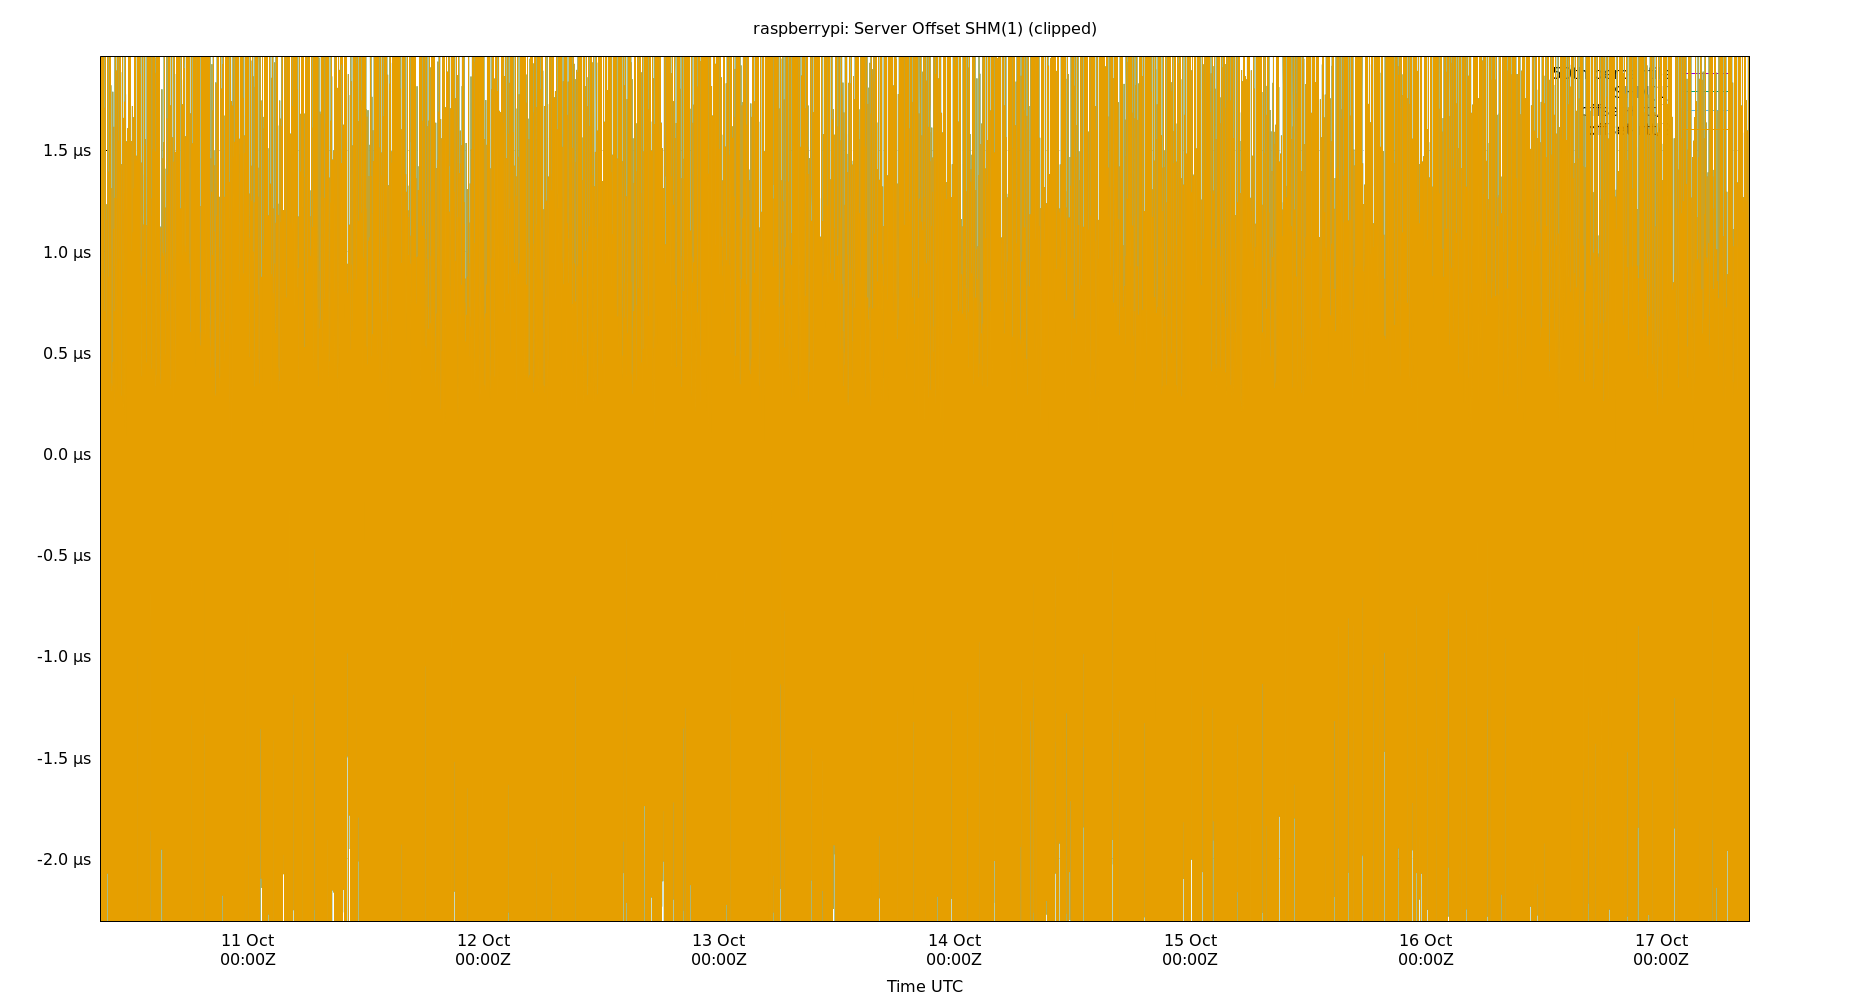 raspberrypi: Server Offset SHM(1) (clipped)
1.5 µs
1.0 µs
0.5 µs
0.0 µs
-0.5 µs
-1.0 µs
-1.5 µs
-2.0 µs
11 Oct 12 Oct 13 Oct 14 Oct 15 Oct 16 Oct 17 Oct
00:00Z 00:00Z 00:00Z 00:00Z 00:00Z 00:00Z 00:00Z
Time UTC